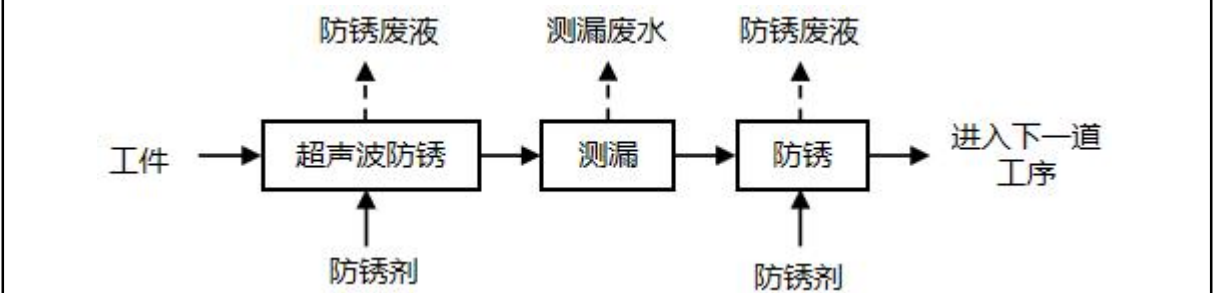 防锈废液 测漏废水 防锈废液
工件 超声波防锈 测漏 防锈 进入下一道
工序
防锈剂 防锈剂